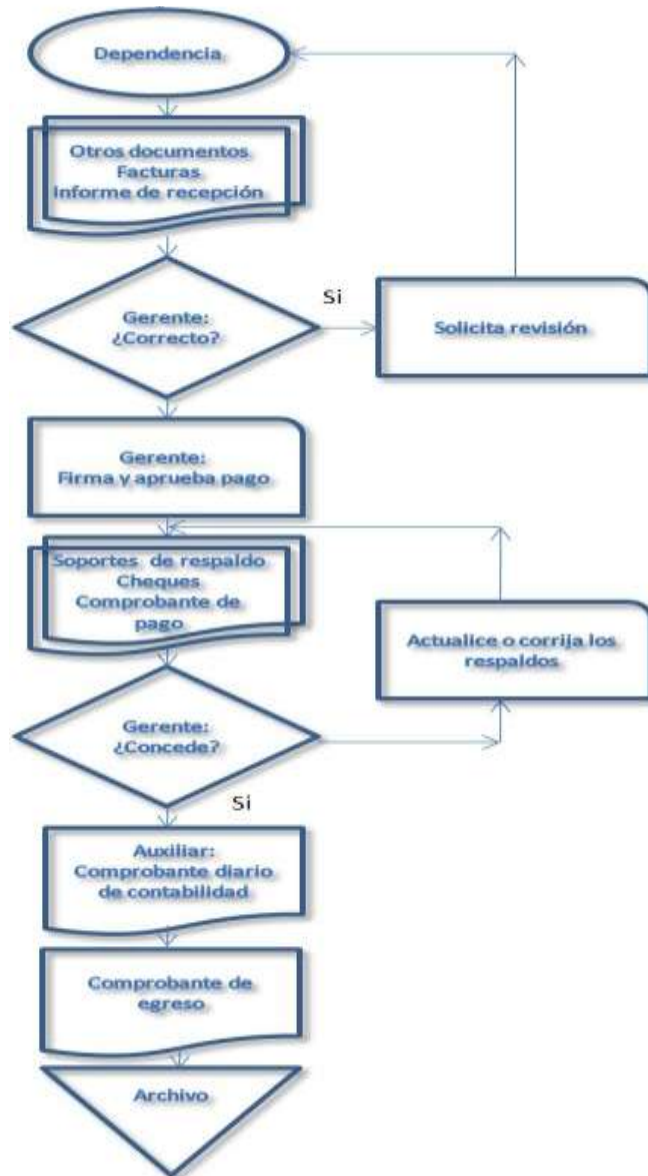 Dependencia
Otros documentos
Facturas
Informe de recepción
Gerente:
¿Correcto?
Si
Solicita revisión
Gerente:
Firma y aprueba pago
Soportes de respaldo
Cheques
Comprobante de
pago
Actualice o corrija los
respaldos
Gerente:
¿Concede?
Si
Auxiliar:
Comprobante diario
de contabilidad
Comprobante de
egreso
Archivo